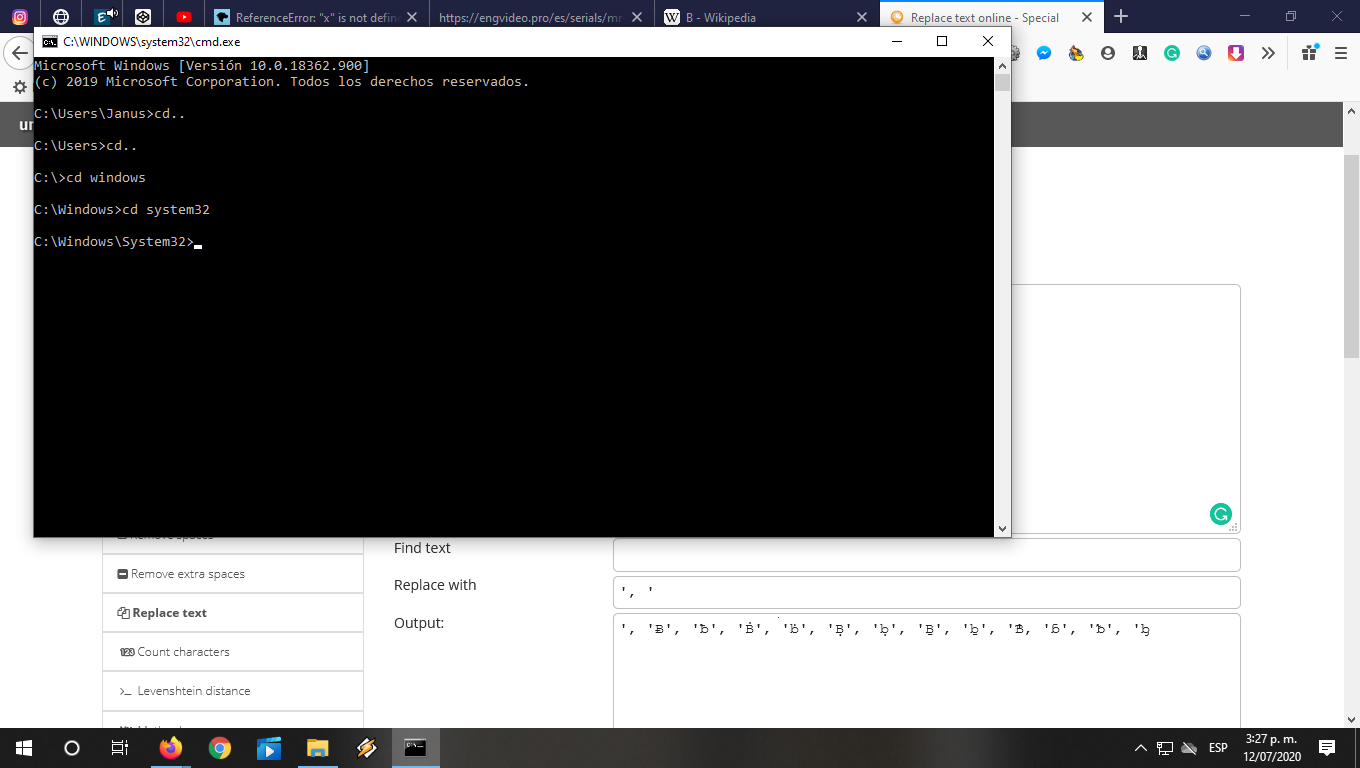 ReferenceError: "x" is not define
https://engvideo.pro/es/serials/mr
B - Wikipedia
Replace text online - Special
C:\WINDOWS\system32\cmd.exe
Microsoft Windows [Versión 10.0.18362.900]
(c) 2019 Microsoft Corporation. Todos los derechos reservados.
C:\Users\Janus>cd..
C:\Users>cd..
C:\>cd windows
C:\Windows>cd system32
C:\Windows\System32>
Remove spaces
Remove extra spaces
Replace text
Count characters
Levenshtein distance
Find text
Replace with
', '
Output:
ESP
3:27 p. m.
12/07/2020